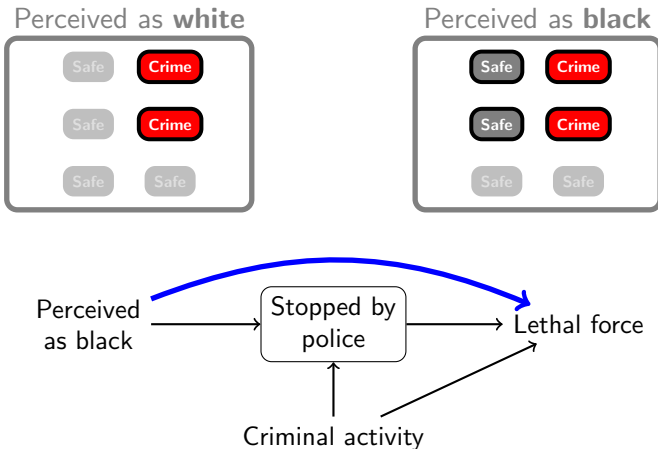 Perceived as white
Perceived as black
Safe Crime
Safe Crime
Safe Crime
Safe Crime
Safe Safe
Safe Safe
Perceived
as black
Stopped by
police
Lethal force
Criminal activity